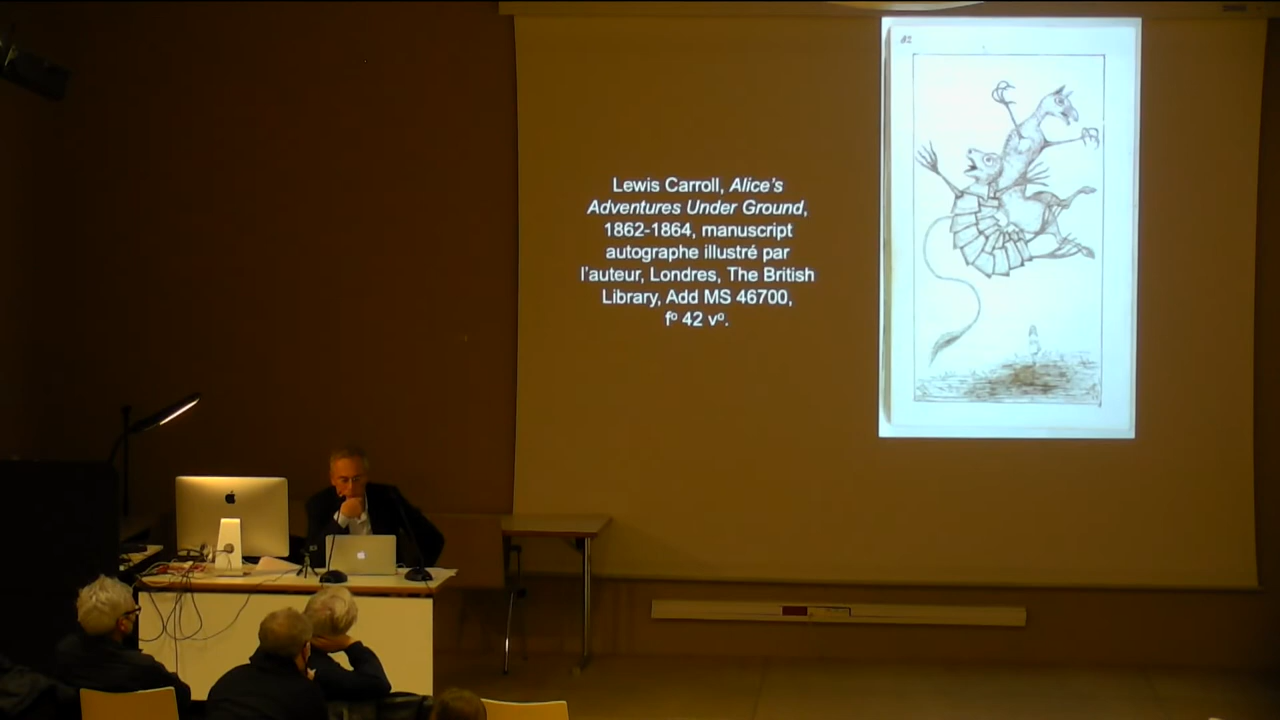 Lewis Carroll, Alice's
Adventures Under Ground,
1862-1864, manuscript
autographe illustré par
l'auteur, Londres, The British
Library, Add MS 46700,
fº 42 vº.